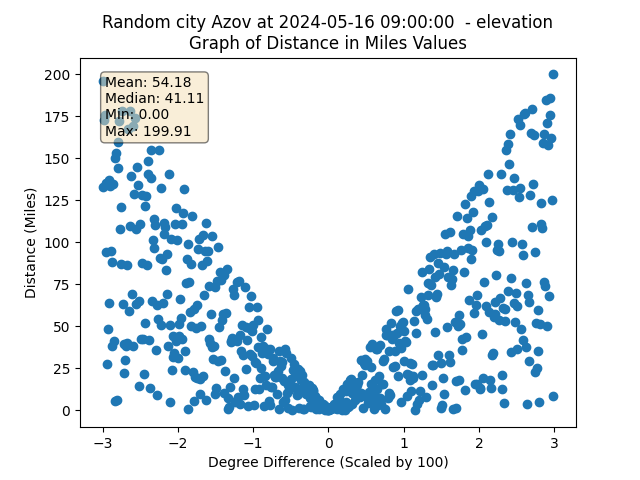 Random city Azov at 2024-05-16 09:00:00  - elevation
Graph of Distance in Miles Values
200
175
150
125
100
75
50
25
0
Distance (Miles)
Mean: 54.18
Median: 41.11
Min: 0.00
Max: 199.91
−3
−2
−1
0
1
2
3
Degree Difference (Scaled by 100)